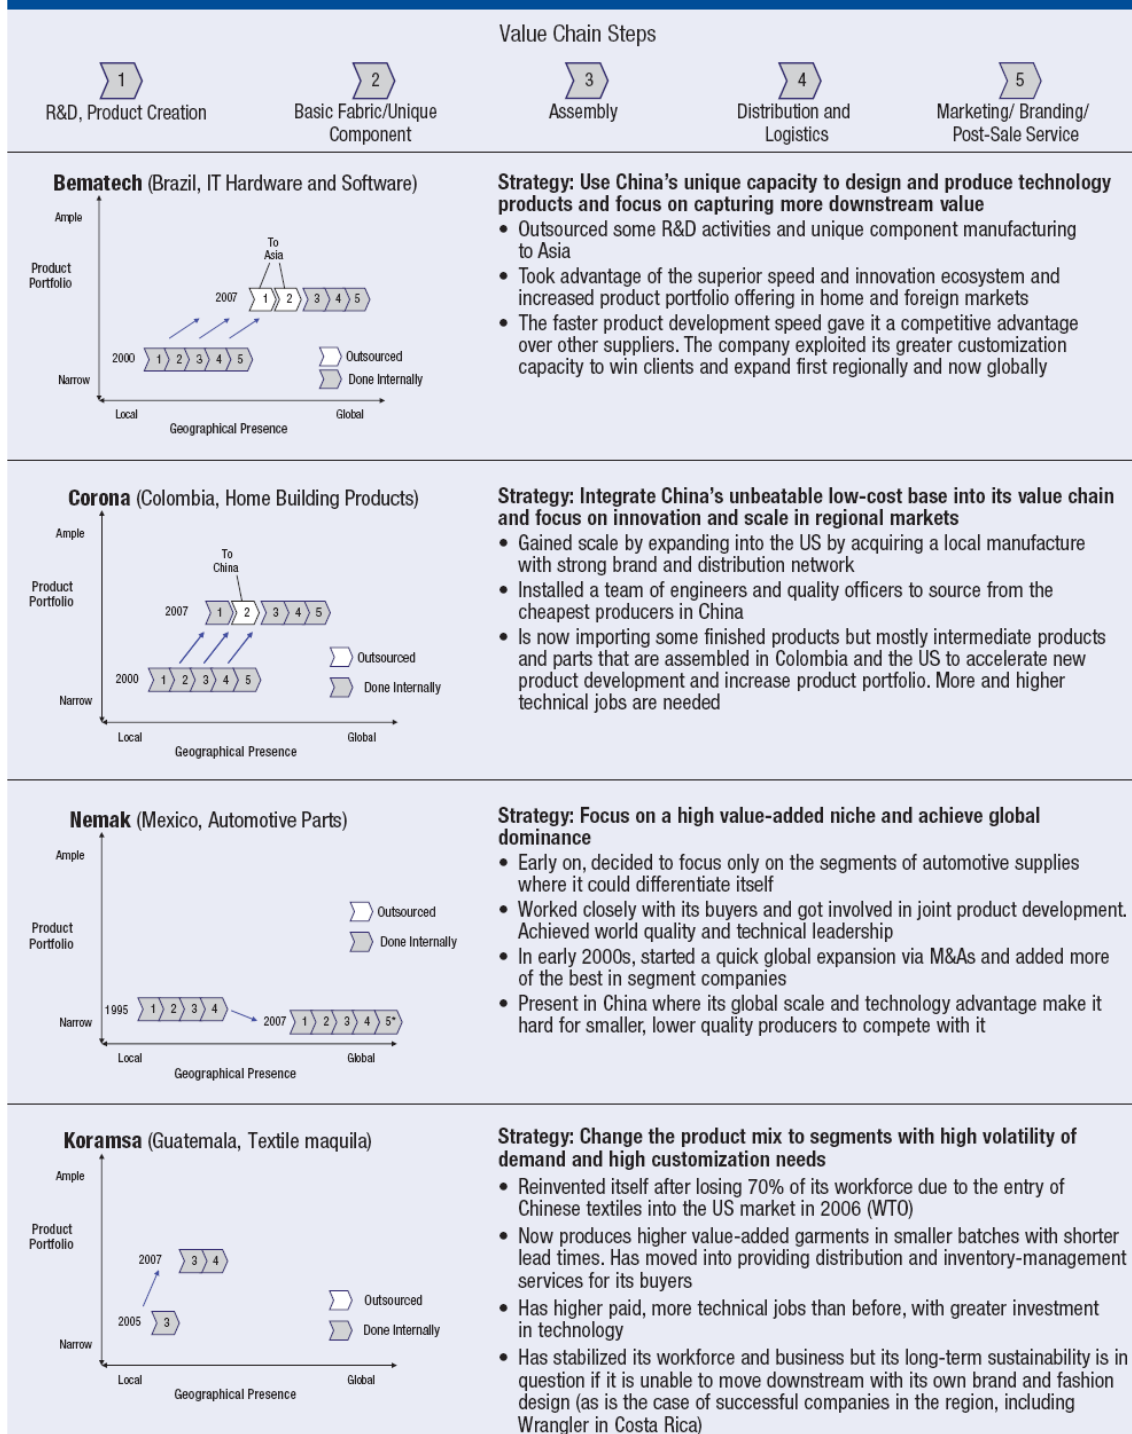 Value Chain Steps
1
2
3
4
5
R&D, Product Creation
Basic Fabric/Unique
Component
Assembly
Distribution and
Logistics
Marketing/ Branding/
Post-Sale Service
Bematech (Brazil, IT Hardware and Software)
Ample
Product
Portfolio
Narrow
To
Asia
2007
1 2 3 4 5
2000
1 2 3 4 5
Outsourced
Done Internally
Local
Global
Geographical Presence
Strategy: Use China's unique capacity to design and produce technology
products and focus on capturing more downstream value
• Outsourced some R&D activities and unique component manufacturing
to Asia
• Took advantage of the superior speed and innovation ecosystem and
increased product portfolio offering in home and foreign markets
• The faster product development speed gave it a competitive advantage
over other suppliers. The company exploited its greater customization
capacity to win clients and expand first regionally and now globally
Corona (Colombia, Home Building Products)
Ample
Product
Portfolio
Narrow
To
China
2007
1 2 3 4 5
2000
1 2 3 4 5
Outsourced
Done Internally
Local
Global
Geographical Presence
Strategy: Integrate China's unbeatable low-cost base into its value chain
and focus on innovation and scale in regional markets
• Gained scale by expanding into the US by acquiring a local manufacture
with strong brand and distribution network
• Installed a team of engineers and quality officers to source from the
cheapest producers in China
• Is now importing some finished products but mostly intermediate products
and parts that are assembled in Colombia and the US to accelerate new
product development and increase product portfolio. More and higher
technical jobs are needed
Nemak (Mexico, Automotive Parts)
Ample
Product
Portfolio
Narrow
Outsourced
Done Internally
1995
1 2 3 4
2007
1 2 3 4 5*
Local
Global
Geographical Presence
Strategy: Focus on a high value-added niche and achieve global
dominance
• Early on, decided to focus only on the segments of automotive supplies
where it could differentiate itself
• Worked closely with its buyers and got involved in joint product development.
Achieved world quality and technical leadership
• In early 2000s, started a quick global expansion via M&As and added more
of the best in segment companies
• Present in China where its global scale and technology advantage make it
hard for smaller, lower quality producers to compete with it
Koramsa (Guatemala, Textile maquila)
Ample
Product
Portfolio
Narrow
2007
3 4
2005
3
Outsourced
Done Internally
Local
Global
Geographical Presence
Strategy: Change the product mix to segments with high volatility of
demand and high customization needs
• Reinvented itself after losing 70% of its workforce due to the entry of
Chinese textiles into the US market in 2006 (WTO)
• Now produces higher value-added garments in smaller batches with shorter
lead times. Has moved into providing distribution and inventory-management
services for its buyers
• Has higher paid, more technical jobs than before, with greater investment
in technology
• Has stabilized its workforce and business but its long-term sustainability is in
question if it is unable to move downstream with its own brand and fashion
design (as is the case of successful companies in the region, including
Wrangler in Costa Rica)